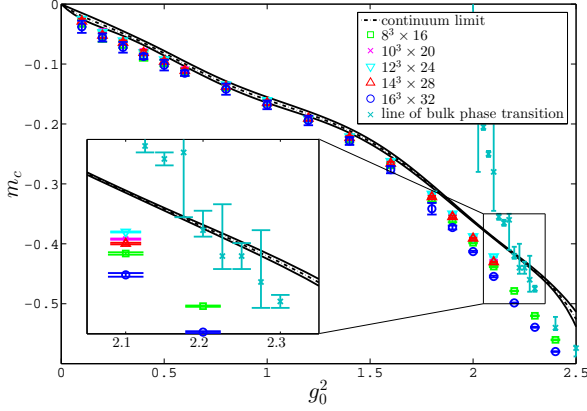 0
−0.1
−0.2
−0.3
−0.4
−0.5
m_c
continuum limit
8³ × 16
10³ × 20
12³ × 24
14³ × 28
16³ × 32
line of bulk phase transition
2.1 2.2 2.3
0 0.5 1 1.5 2 2.5
g₀²